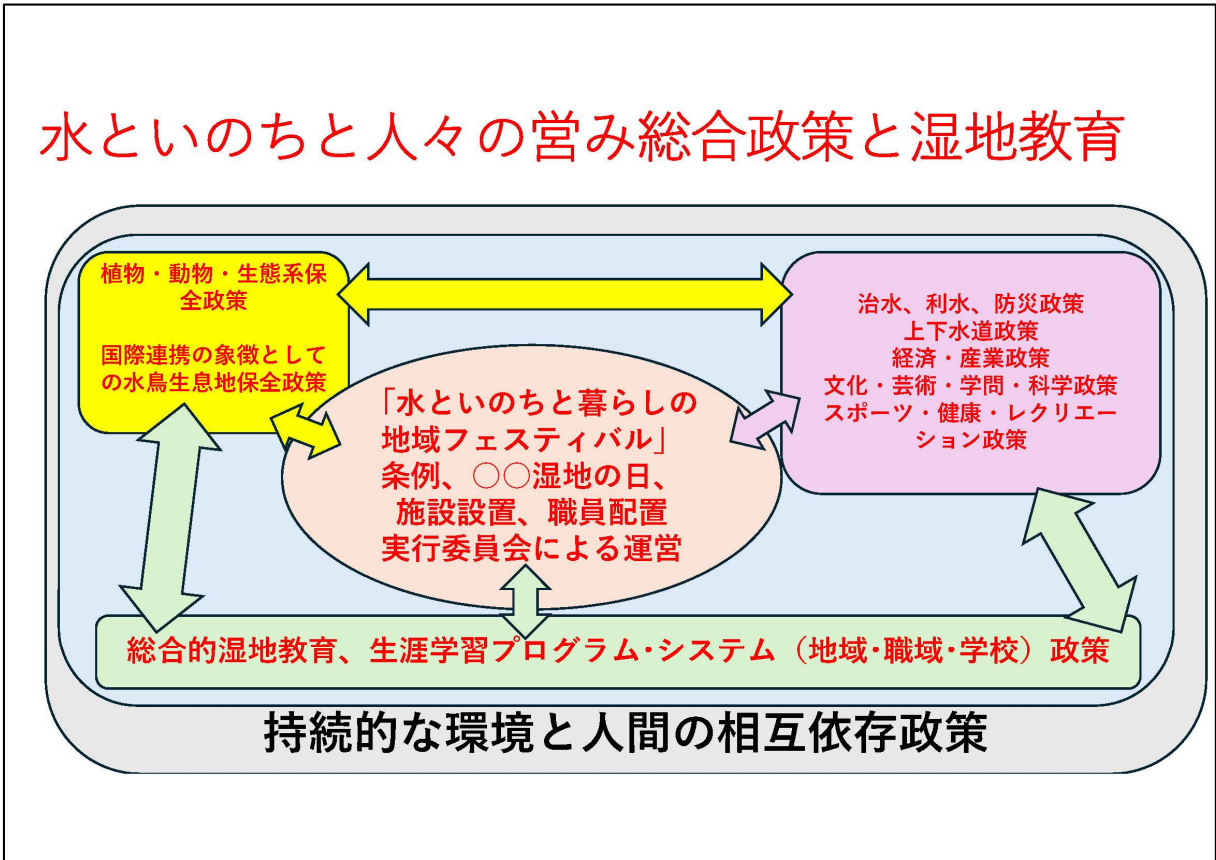 水といのちと人々の営み総合政策と湿地教育
植物・動物・生態系保
全政策
国際連携の象徴として
の水鳥生息地保全政策
治水、利水、防災政策
上下水道政策
経済・産業政策
文化・芸術・学問・科学政策
スポーツ・健康・レクリエー
ション政策
「水といのちと暮らしの
地域フェスティバル」
条例、○○湿地の日、
施設設置、職員配置
実行委員会による運営
総合的湿地教育、生涯学習プログラム・システム（地域・職域・学校）政策
持続的な環境と人間の相互依存政策